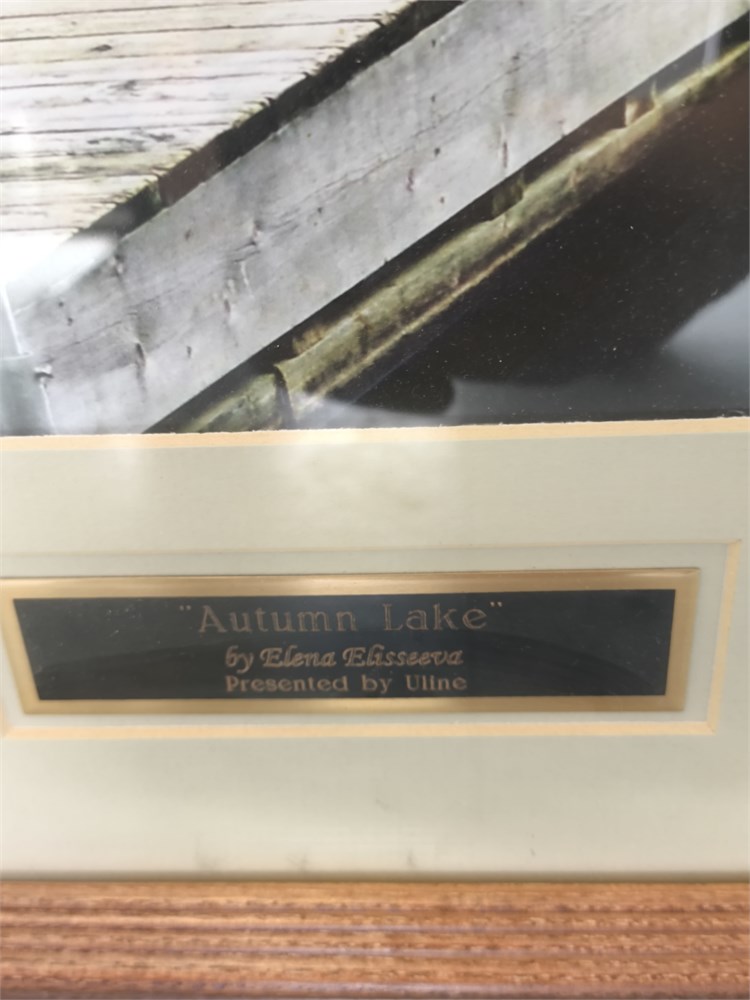 "Autumn Lake"
by Elena Elisseeva
Presented by Uline